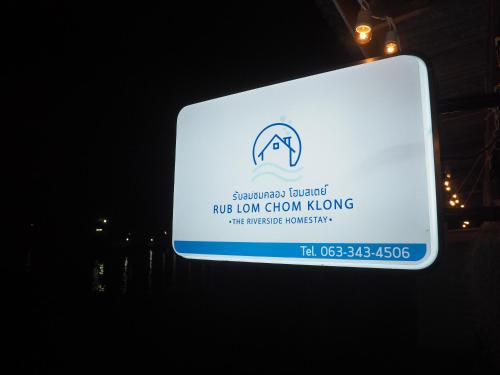 รับลมชมคลอง โฮมสเตย์
RUB LOM CHOM KLONG
•THE RIVERSIDE HOMESTAY•
Tel. 063-343-4506